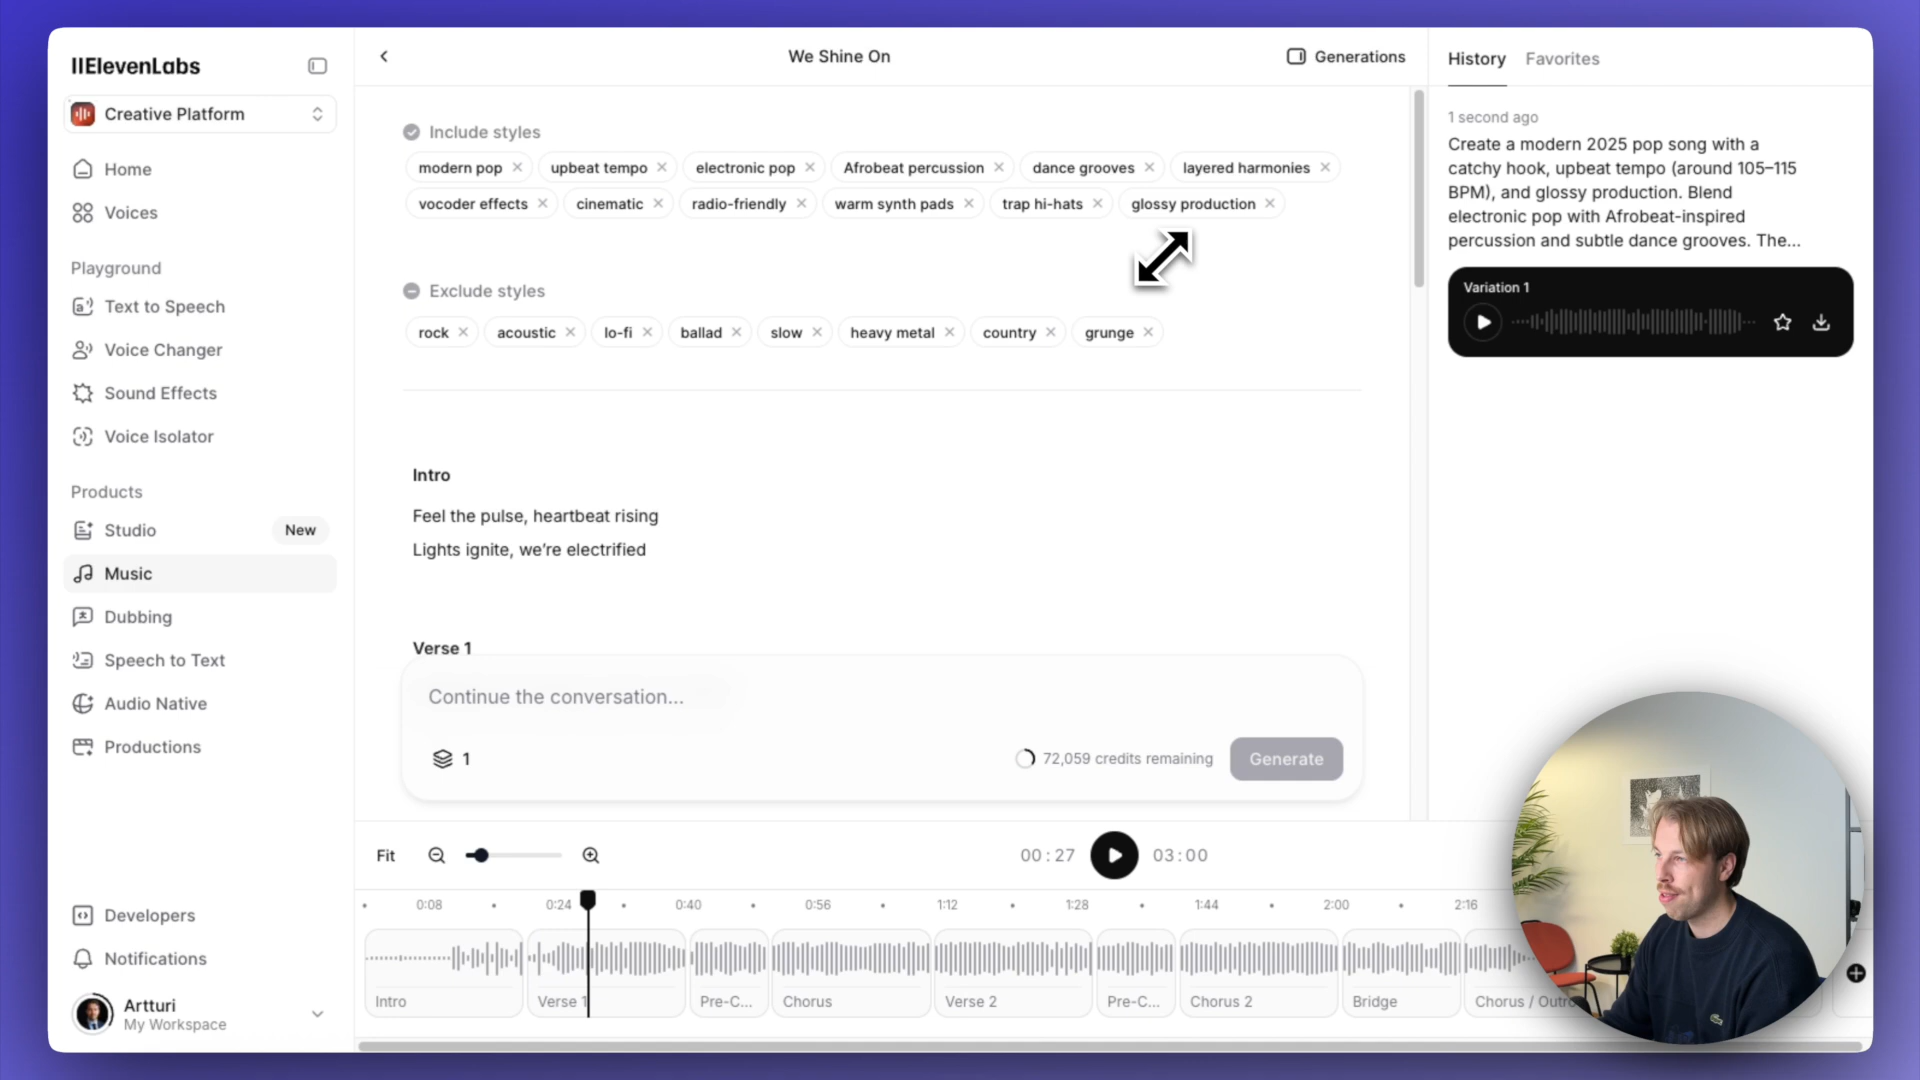 IIElevenLabs
Creative Platform
Home
Voices
Playground
Text to Speech
Voice Changer
Sound Effects
Voice Isolator
Products
Studio New
Music
Dubbing
Speech to Text
Audio Native
Productions
Developers
Notifications
Artturi
My Workspace
We Shine On
Generations
Include styles
modern pop upbeat tempo electronic pop Afrobeat percussion dance grooves layered harmonies
vocoder effects cinematic radio-friendly warm synth pads trap hi-hats glossy production
Exclude styles
rock acoustic lo-fi ballad slow heavy metal country grunge
Intro
Feel the pulse, heartbeat rising
Lights ignite, we're electrified
Verse 1
Continue the conversation...
1
72,059 credits remaining
Generate
Fit
00:27
03:00
0:08 0:24 0:40 0:56 1:12 1:28 1:44 2:00 2:16
Intro Verse 1 Pre-C... Chorus Verse 2 Pre-C... Chorus 2 Bridge Chorus / Outro
History Favorites
1 second ago
Create a modern 2025 pop song with a
catchy hook, upbeat tempo (around 105–115
BPM), and glossy production. Blend
electronic pop with Afrobeat-inspired
percussion and subtle dance grooves. The...
Variation 1